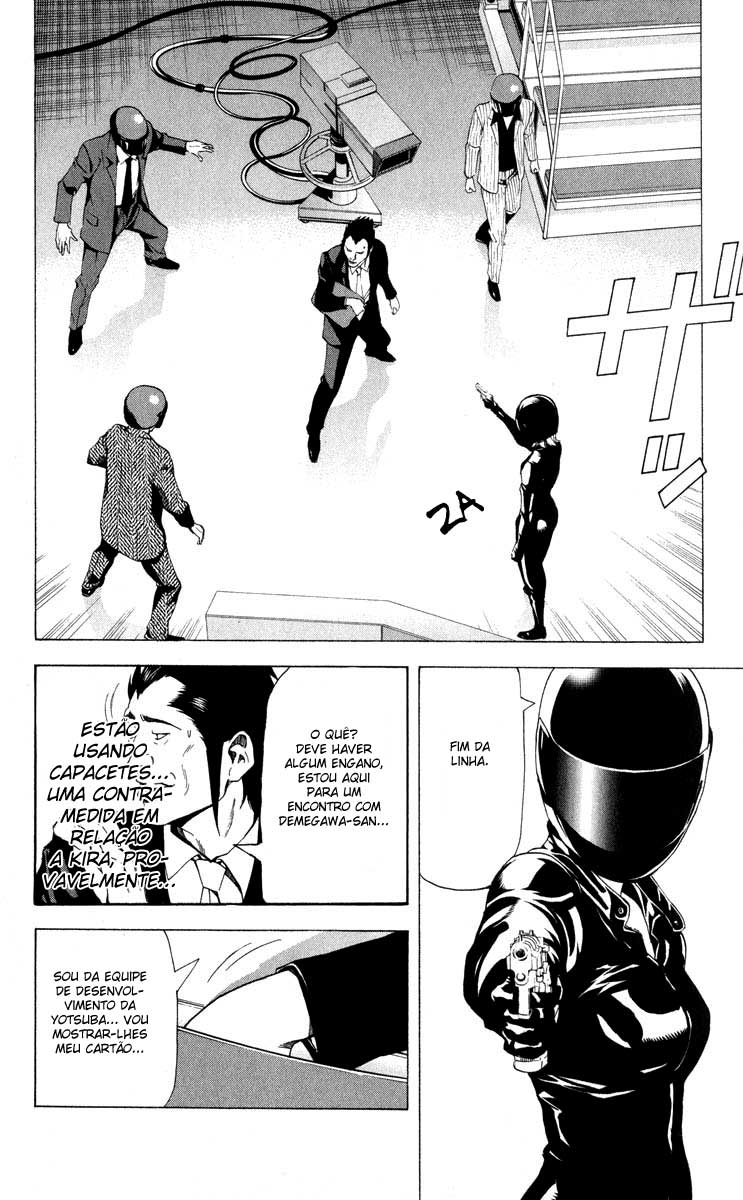 ザッ
ZA
FIM DA
LINHA.
O QUÊ?
DEVE HAVER
ALGUM ENGANO,
ESTOU AQUI
PARA UM
ENCONTRO COM
DEMEGAWA-SAN...
ESTÃO
USANDO
CAPACETES...
UMA CONTRA-
MEDIDA EM
RELAÇÃO
A KIRA, PRO-
VAVELMENTE...
SOU DA EQUIPE
DE DESENVOL-
VIMENTO DA
YOTSUBA... VOU
MOSTRAR-LHES
MEU CARTÃO...